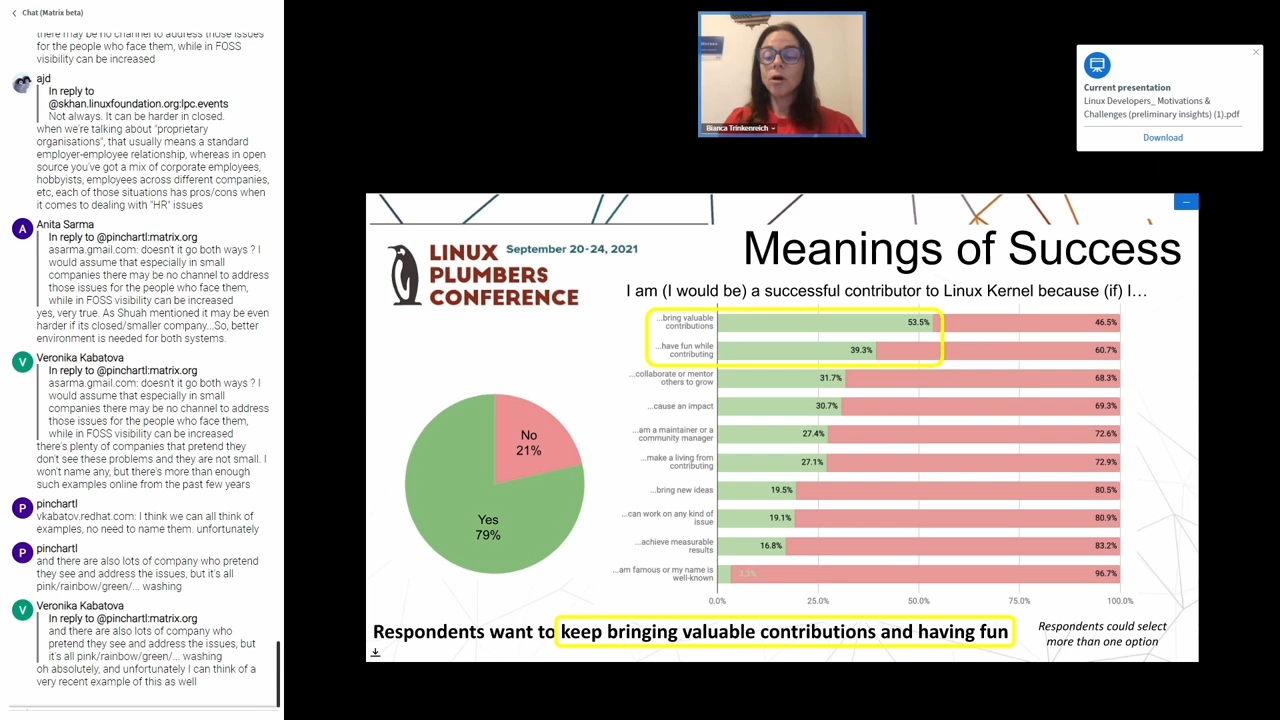 Chat (Matrix beta)
there may be no channel to address those issues
for the people who face them, while in FOSS
visibility can be increased
ajd
In reply to
@skhan.linuxfoundation.org:lpc.events
Not always. It can be harder in closed.
when we're talking about "proprietary
organisations", that usually means a standard
employer-employee relationship, whereas in open
source you've got a mix of corporate employees,
hobbyists, employees across different companies,
etc, each of those situations has pros/cons when
it comes to dealing with "HR" issues
A
Anita Sarma
In reply to @pinchartl:matrix.org
asarma.gmail.com: doesn't it go both ways ? I
would assume that especially in small
companies there may be no channel to address
those issues for the people who face them,
while in FOSS visibility can be increased
yes, very true. As Shuah mentioned it may be even
harder if its closed/smaller company...So, better
environment is needed for both systems.
V
Veronika Kabatova
In reply to @pinchartl:matrix.org
asarma.gmail.com: doesn't it go both ways ? I
would assume that especially in small
companies there may be no channel to address
those issues for the people who face them,
while in FOSS visibility can be increased
there's plenty of companies that pretend they
don't see these problems and they are not small. I
won't name any, but there's more than enough
such examples online from the past few years
P
pinchartl
vkabatov.redhat.com: I think we can all think of
examples, no need to name them. unfortunately
P
pinchartl
and there are also lots of company who pretend
they see and address the issues, but it's all
pink/rainbow/green/... washing
V
Veronika Kabatova
In reply to @pinchartl:matrix.org
and there are also lots of company who
pretend they see and address the issues, but
it's all pink/rainbow/green/... washing
oh absolutely, and unfortunately I can think of a
very recent example of this as well
Bianca Trinkenreich
Current presentation
Linux Developers_ Motivations &
Challenges (preliminary insights) (1).pdf
Download
LINUX
PLUMBERS
CONFERENCE
September 20-24, 2021
Meanings of Success
I am (I would be) a successful contributor to Linux Kernel because (if) I...
...bring valuable
contributions
53.5%
46.5%
...have fun while
contributing
39.3%
60.7%
...collaborate or mentor
others to grow
31.7%
68.3%
...cause an impact
30.7%
69.3%
...am a maintainer or a
community manager
27.4%
72.6%
...make a living from
contributing
27.1%
72.9%
...bring new ideas
19.5%
80.5%
...can work on any kind of
issue
19.1%
80.9%
...achieve measurable
results
16.8%
83.2%
...am famous or my name is
well-known
96.7%
0.0%
25.0%
50.0%
75.0%
100.0%
No
21%
Yes
79%
Respondents want to keep bringing valuable contributions and having fun
Respondents could select
more than one option